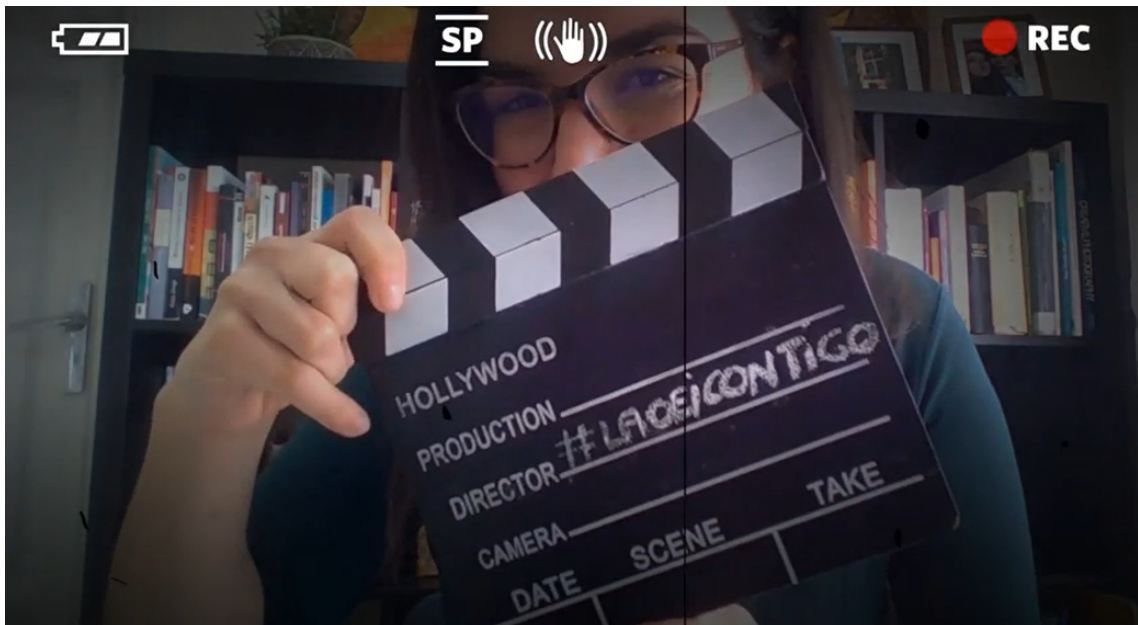 SP
REC
HOLLYWOOD
PRODUCTION
#LAOEICONTIGO
DIRECTOR
CAMERA
DATE SCENE TAKE